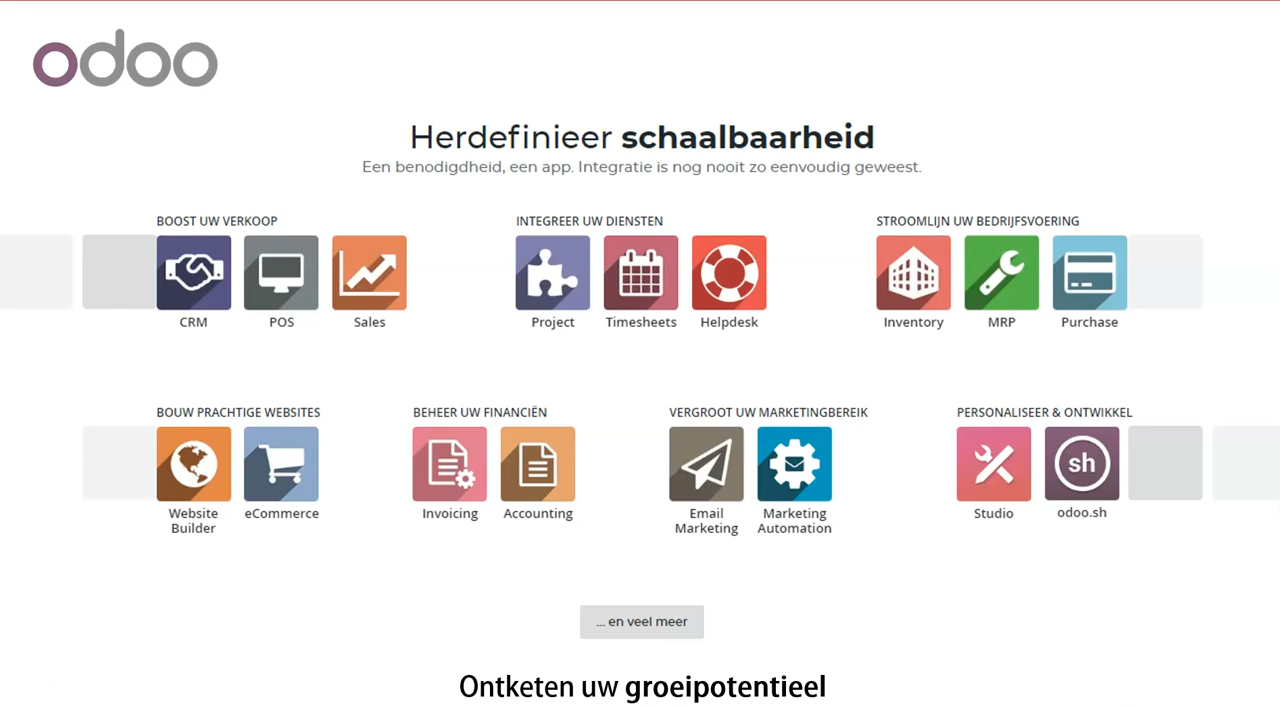 odoo
Herdefinieer schaalbaarheid
Een benodigdheid, een app. Integratie is nog nooit zo eenvoudig geweest.
BOOST UW VERKOOP
CRM POS Sales
INTEGREER UW DIENSTEN
Project Timesheets Helpdesk
STROOMLIJN UW BEDRIJFSVOERING
Inventory MRP Purchase
BOUW PRACHTIGE WEBSITES
Website eCommerce
Builder
BEHEER UW FINANCIËN
Invoicing Accounting
VERGROOT UW MARKETINGBEREIK
Email Marketing
Marketing Automation
PERSONALISEER & ONTWIKKEL
sh
Studio odoo.sh
... en veel meer
Ontketen uw groeipotentieel